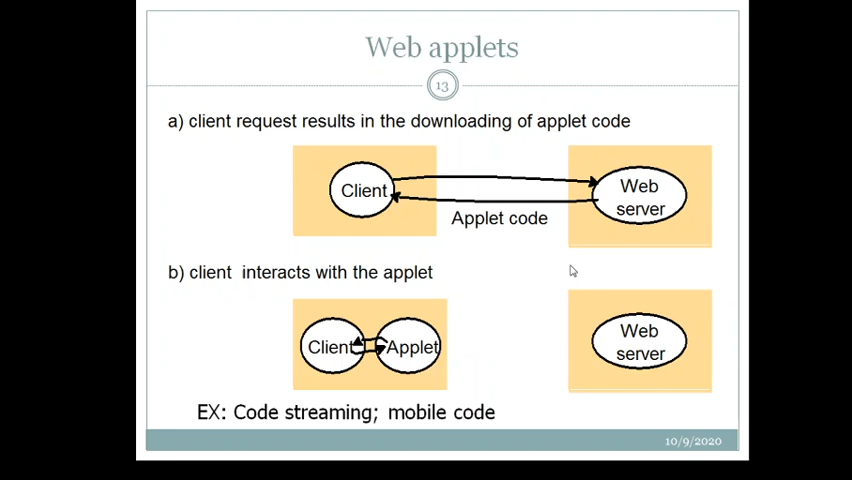 Web applets
13
a) client request results in the downloading of applet code
Client
Web
server
Applet code
b) client interacts with the applet
Client
Applet
Web
server
EX: Code streaming; mobile code
10/9/2020